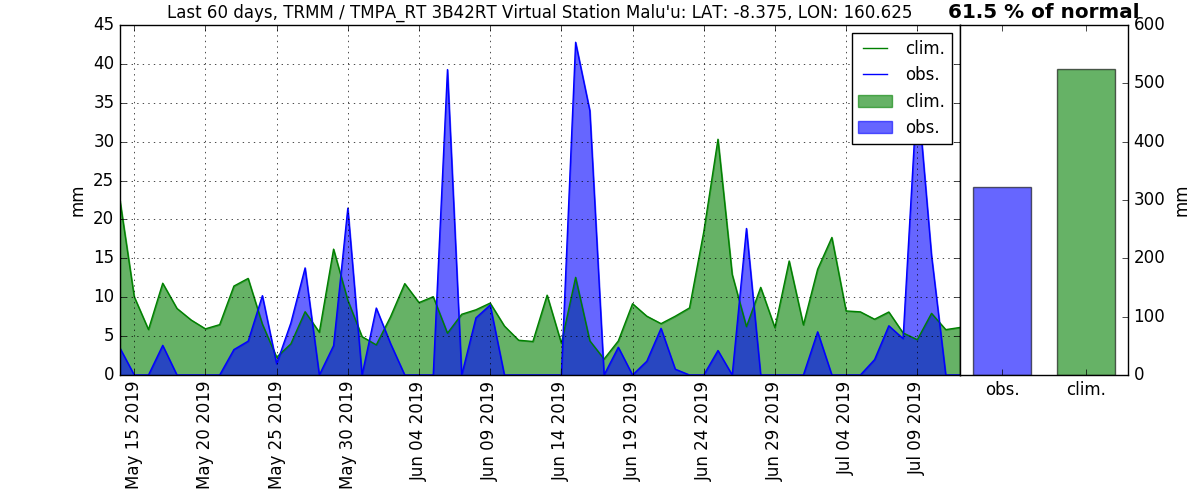 Last 60 days, TRMM / TMPA_RT 3B42RT Virtual Station Malu'u: LAT: -8.375, LON: 160.625
61.5 % of normal
45
40
35
30
25
20
15
10
5
0
mm
clim.
obs.
clim.
obs.
May 15 2019
May 20 2019
May 25 2019
May 30 2019
Jun 04 2019
Jun 09 2019
Jun 14 2019
Jun 19 2019
Jun 24 2019
Jun 29 2019
Jul 04 2019
Jul 09 2019
600
500
400
300
200
100
0
mm
obs.
clim.